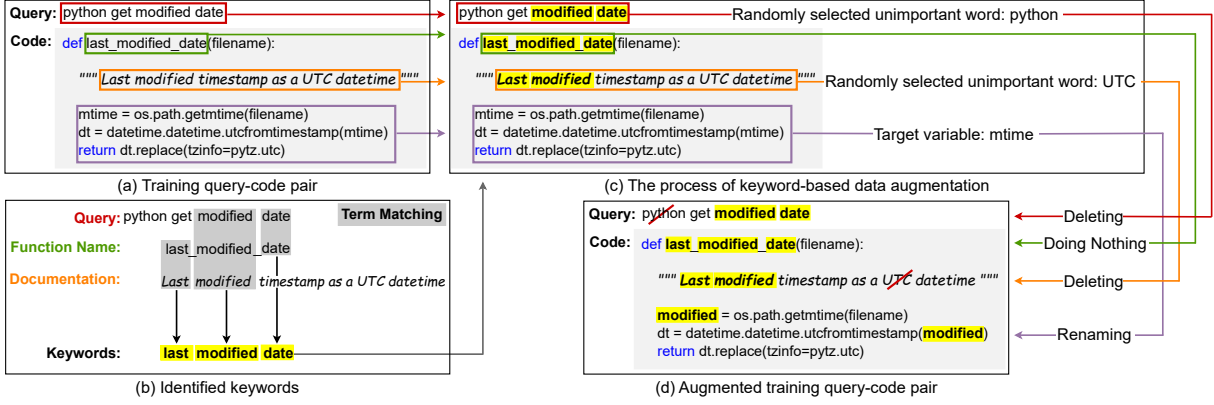 Query: python get modified date
Code: def last_modified_date(filename):
""" Last modified timestamp as a UTC datetime """
mtime = os.path.getmtime(filename)
dt = datetime.datetime.utcfromtimestamp(mtime)
return dt.replace(tzinfo=pytz.utc)
(a) Training query-code pair
python get modified date
Randomly selected unimportant word: python
def last_modified_date(filename):
""" Last modified timestamp as a UTC datetime """
Randomly selected unimportant word: UTC
mtime = os.path.getmtime(filename)
dt = datetime.datetime.utcfromtimestamp(mtime)
return dt.replace(tzinfo=pytz.utc)
Target variable: mtime
(c) The process of keyword-based data augmentation
Query: python get modified date
Term Matching
Function Name: last_modified_date
Documentation: Last modified timestamp as a UTC datetime
Keywords: last modified date
(b) Identified keywords
Query: python get modified date
Code: def last_modified_date(filename):
""" Last modified timestamp as a UTC datetime """
modified = os.path.getmtime(filename)
dt = datetime.datetime.utcfromtimestamp(modified)
return dt.replace(tzinfo=pytz.utc)
Deleting
Doing Nothing
Deleting
Renaming
(d) Augmented training query-code pair